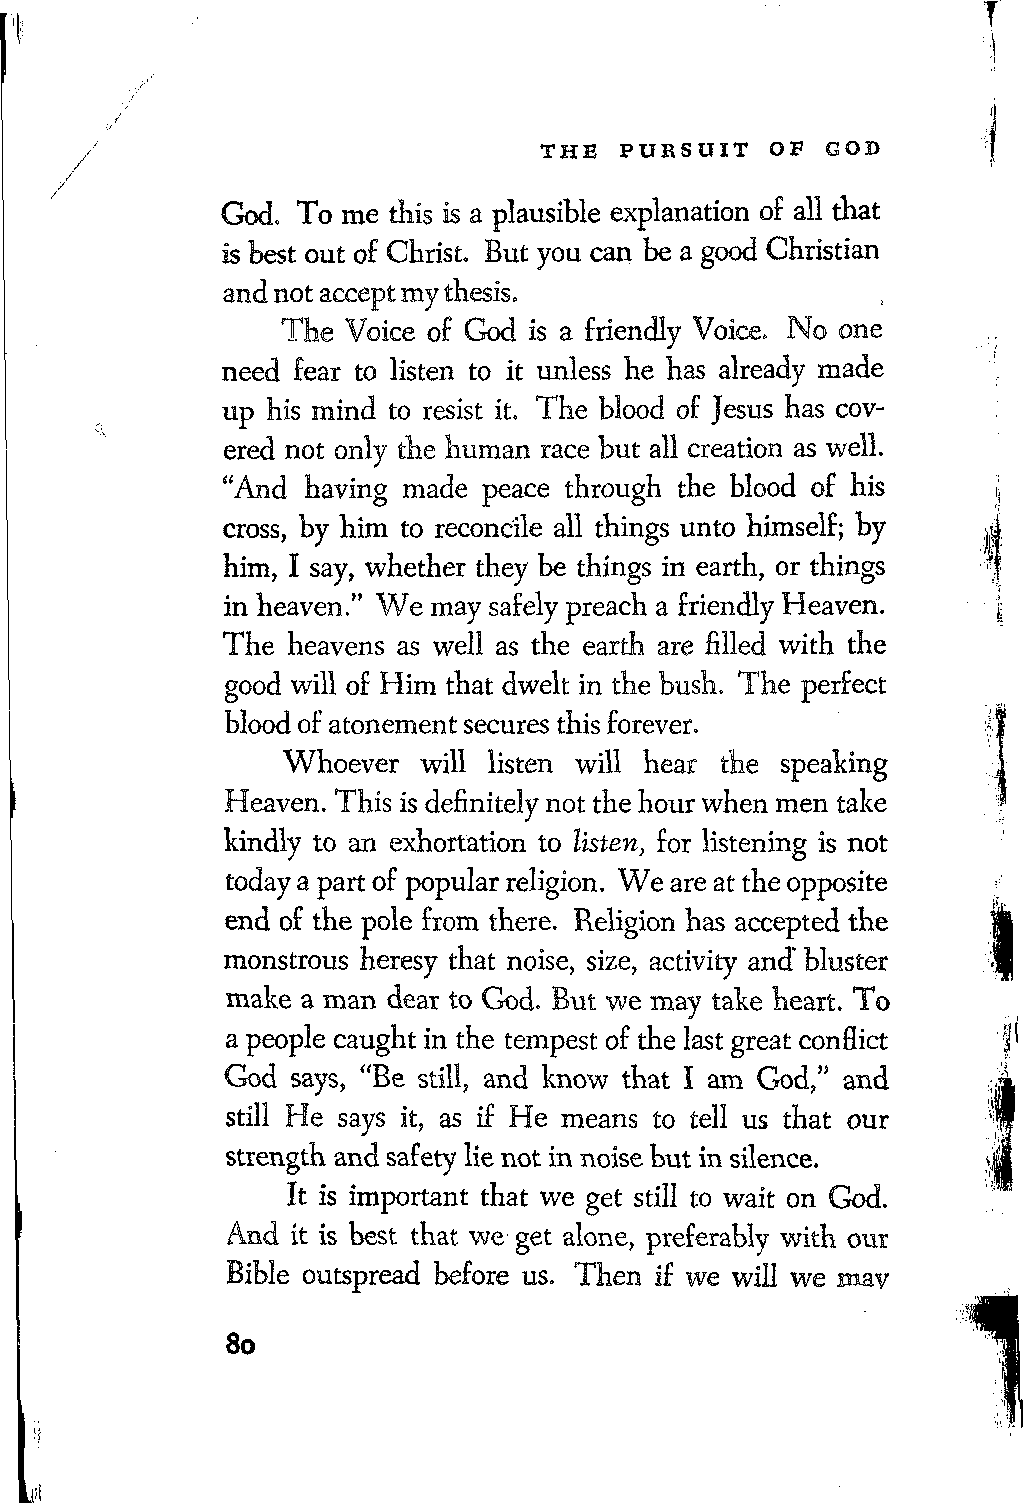 THE PURSUIT OF GOD
God. To me this is a plausible explanation of all that
is best out of Christ. But you can be a good Christian
and not accept my thesis.
The Voice of God is a friendly Voice. No one
need fear to listen to it unless he has already made
up his mind to resist it. The blood of Jesus has cov-
ered not only the human race but all creation as well.
“And having made peace through the blood of his
cross, by him to reconcile all things unto himself; by
him, I say, whether they be things in earth, or things
in heaven.” We may safely preach a friendly Heaven.
The heavens as well as the earth are filled with the
good will of Him that dwelt in the bush. The perfect
blood of atonement secures this forever.
Whoever will listen will hear the speaking
Heaven. This is definitely not the hour when men take
kindly to an exhortation to listen, for listening is not
today a part of popular religion. We are at the opposite
end of the pole from there. Religion has accepted the
monstrous heresy that noise, size, activity and bluster
make a man dear to God. But we may take heart. To
a people caught in the tempest of the last great conflict
God says, “Be still, and know that I am God,” and
still He says it, as if He means to tell us that our
strength and safety lie not in noise but in silence.
It is important that we get still to wait on God.
And it is best that we get alone, preferably with our
Bible outspread before us. Then if we will we may
80